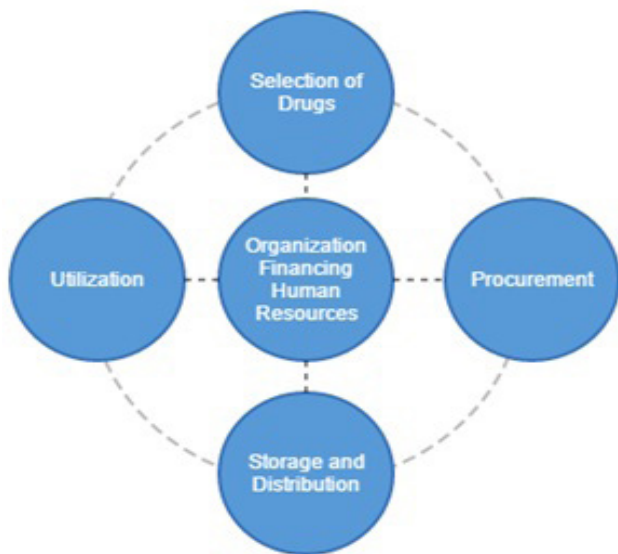 Selection of
Drugs
Utilization
Organization
Financing
Human
Resources
Procurement
Storage and
Distribution